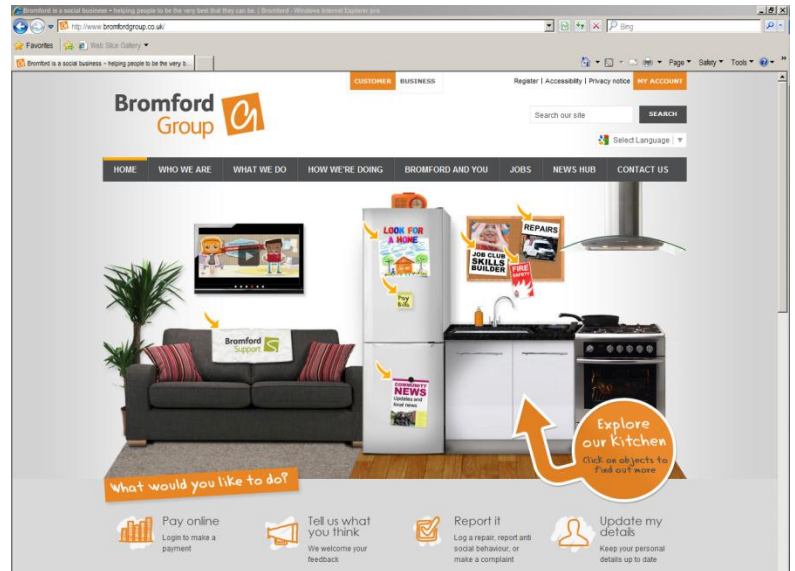 Bromford is a social business - helping people to be the very best that they can be. | Bromford - Windows Internet Explorer pro
http://www.bromfordgroup.co.uk/
Bing
Favorites Web Slice Gallery
Bromford is a social business - helping people to be the very b...
Page Safety Tools
CUSTOMER BUSINESS
Register | Accessibility | Privacy notice MY ACCOUNT
Bromford
Group
Search our site SEARCH
Select Language
HOME WHO WE ARE WHAT WE DO HOW WE'RE DOING BROMFORD AND YOU JOBS NEWS HUB CONTACT US
LOOK FOR
A HOME
Pay
Bills
REPAIRS
JOB CLUB
SKILLS
BUILDER
FIRE
SAFETY
Bromford
Support
COMMUNITY
NEWS
Updates and
local news
Explore
our Kitchen
Click on objects to
find out more
What would you like to do?
Pay online
Login to make a
payment
Tell us what
you think
We welcome your
feedback
Report it
Log a repair, report anti
social behaviour, or
make a complaint
Update my
details
Keep your personal
details up to date